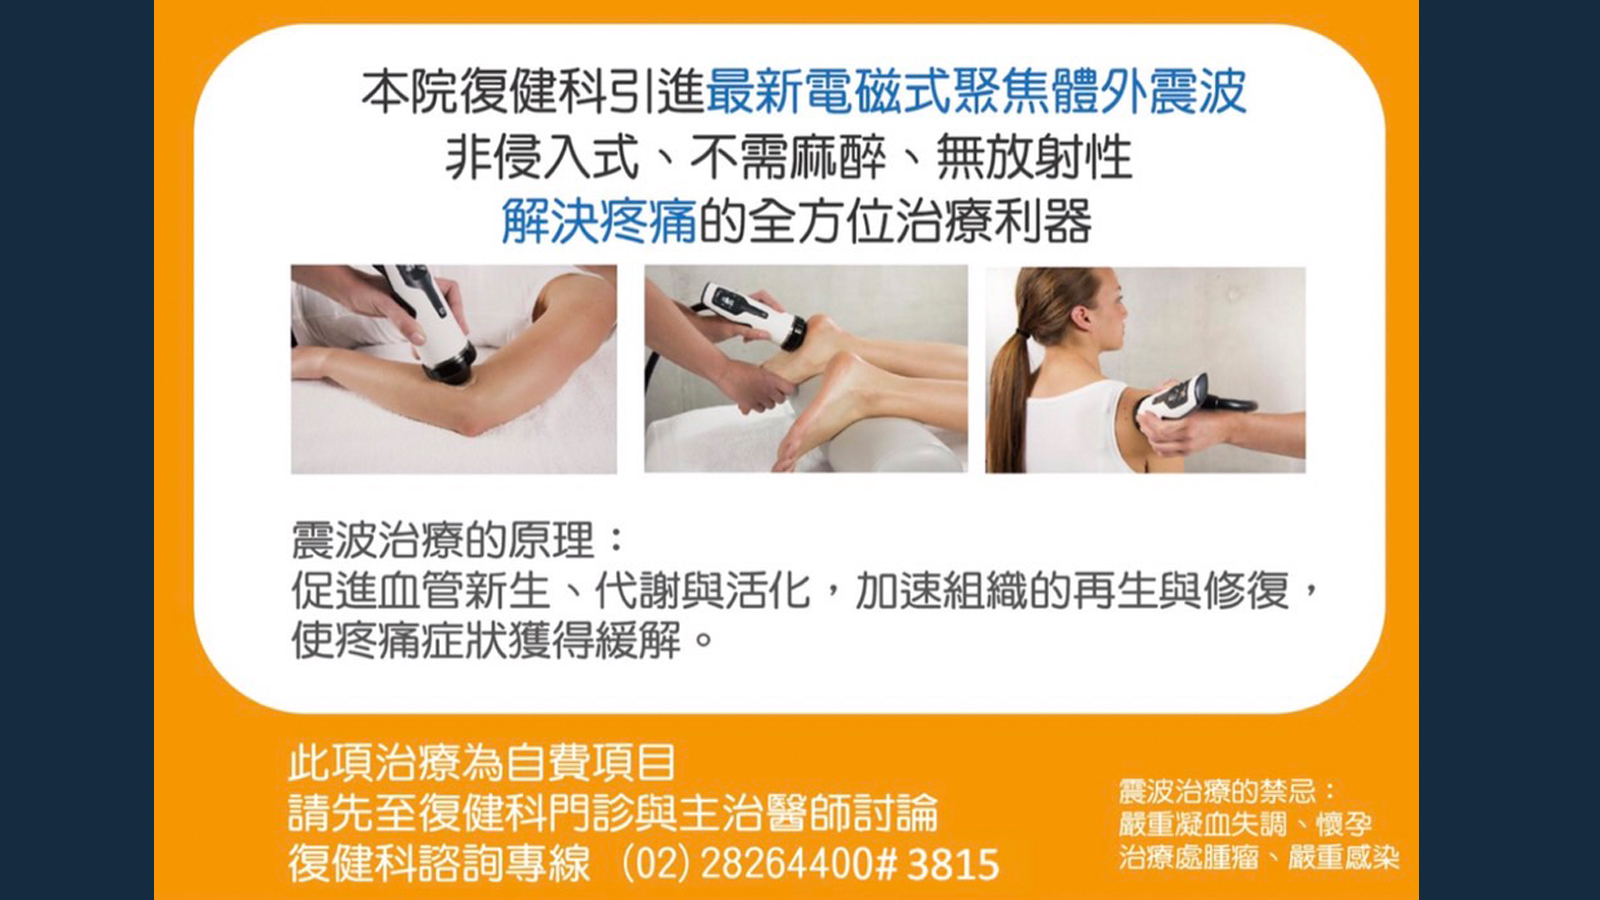 本院復健科引進最新電磁式聚焦體外震波
非侵入式、不需麻醉、無放射性
解決疼痛的全方位治療利器
震波治療的原理：
促進血管新生、代謝與活化，加速組織的再生與修復，
使疼痛症狀獲得緩解。
此項治療為自費項目
請先至復健科門診與主治醫師討論
復健科諮詢專線 (02) 28264400# 3815
震波治療的禁忌：
嚴重凝血失調、懷孕
治療處腫瘤、嚴重感染